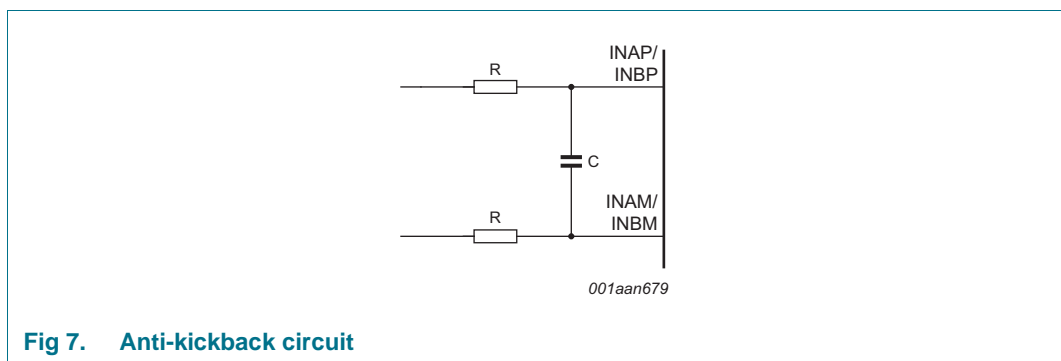 INAP/
INBP
R
C
INAM/
INBM
R
001aan679
Fig 7. Anti-kickback circuit